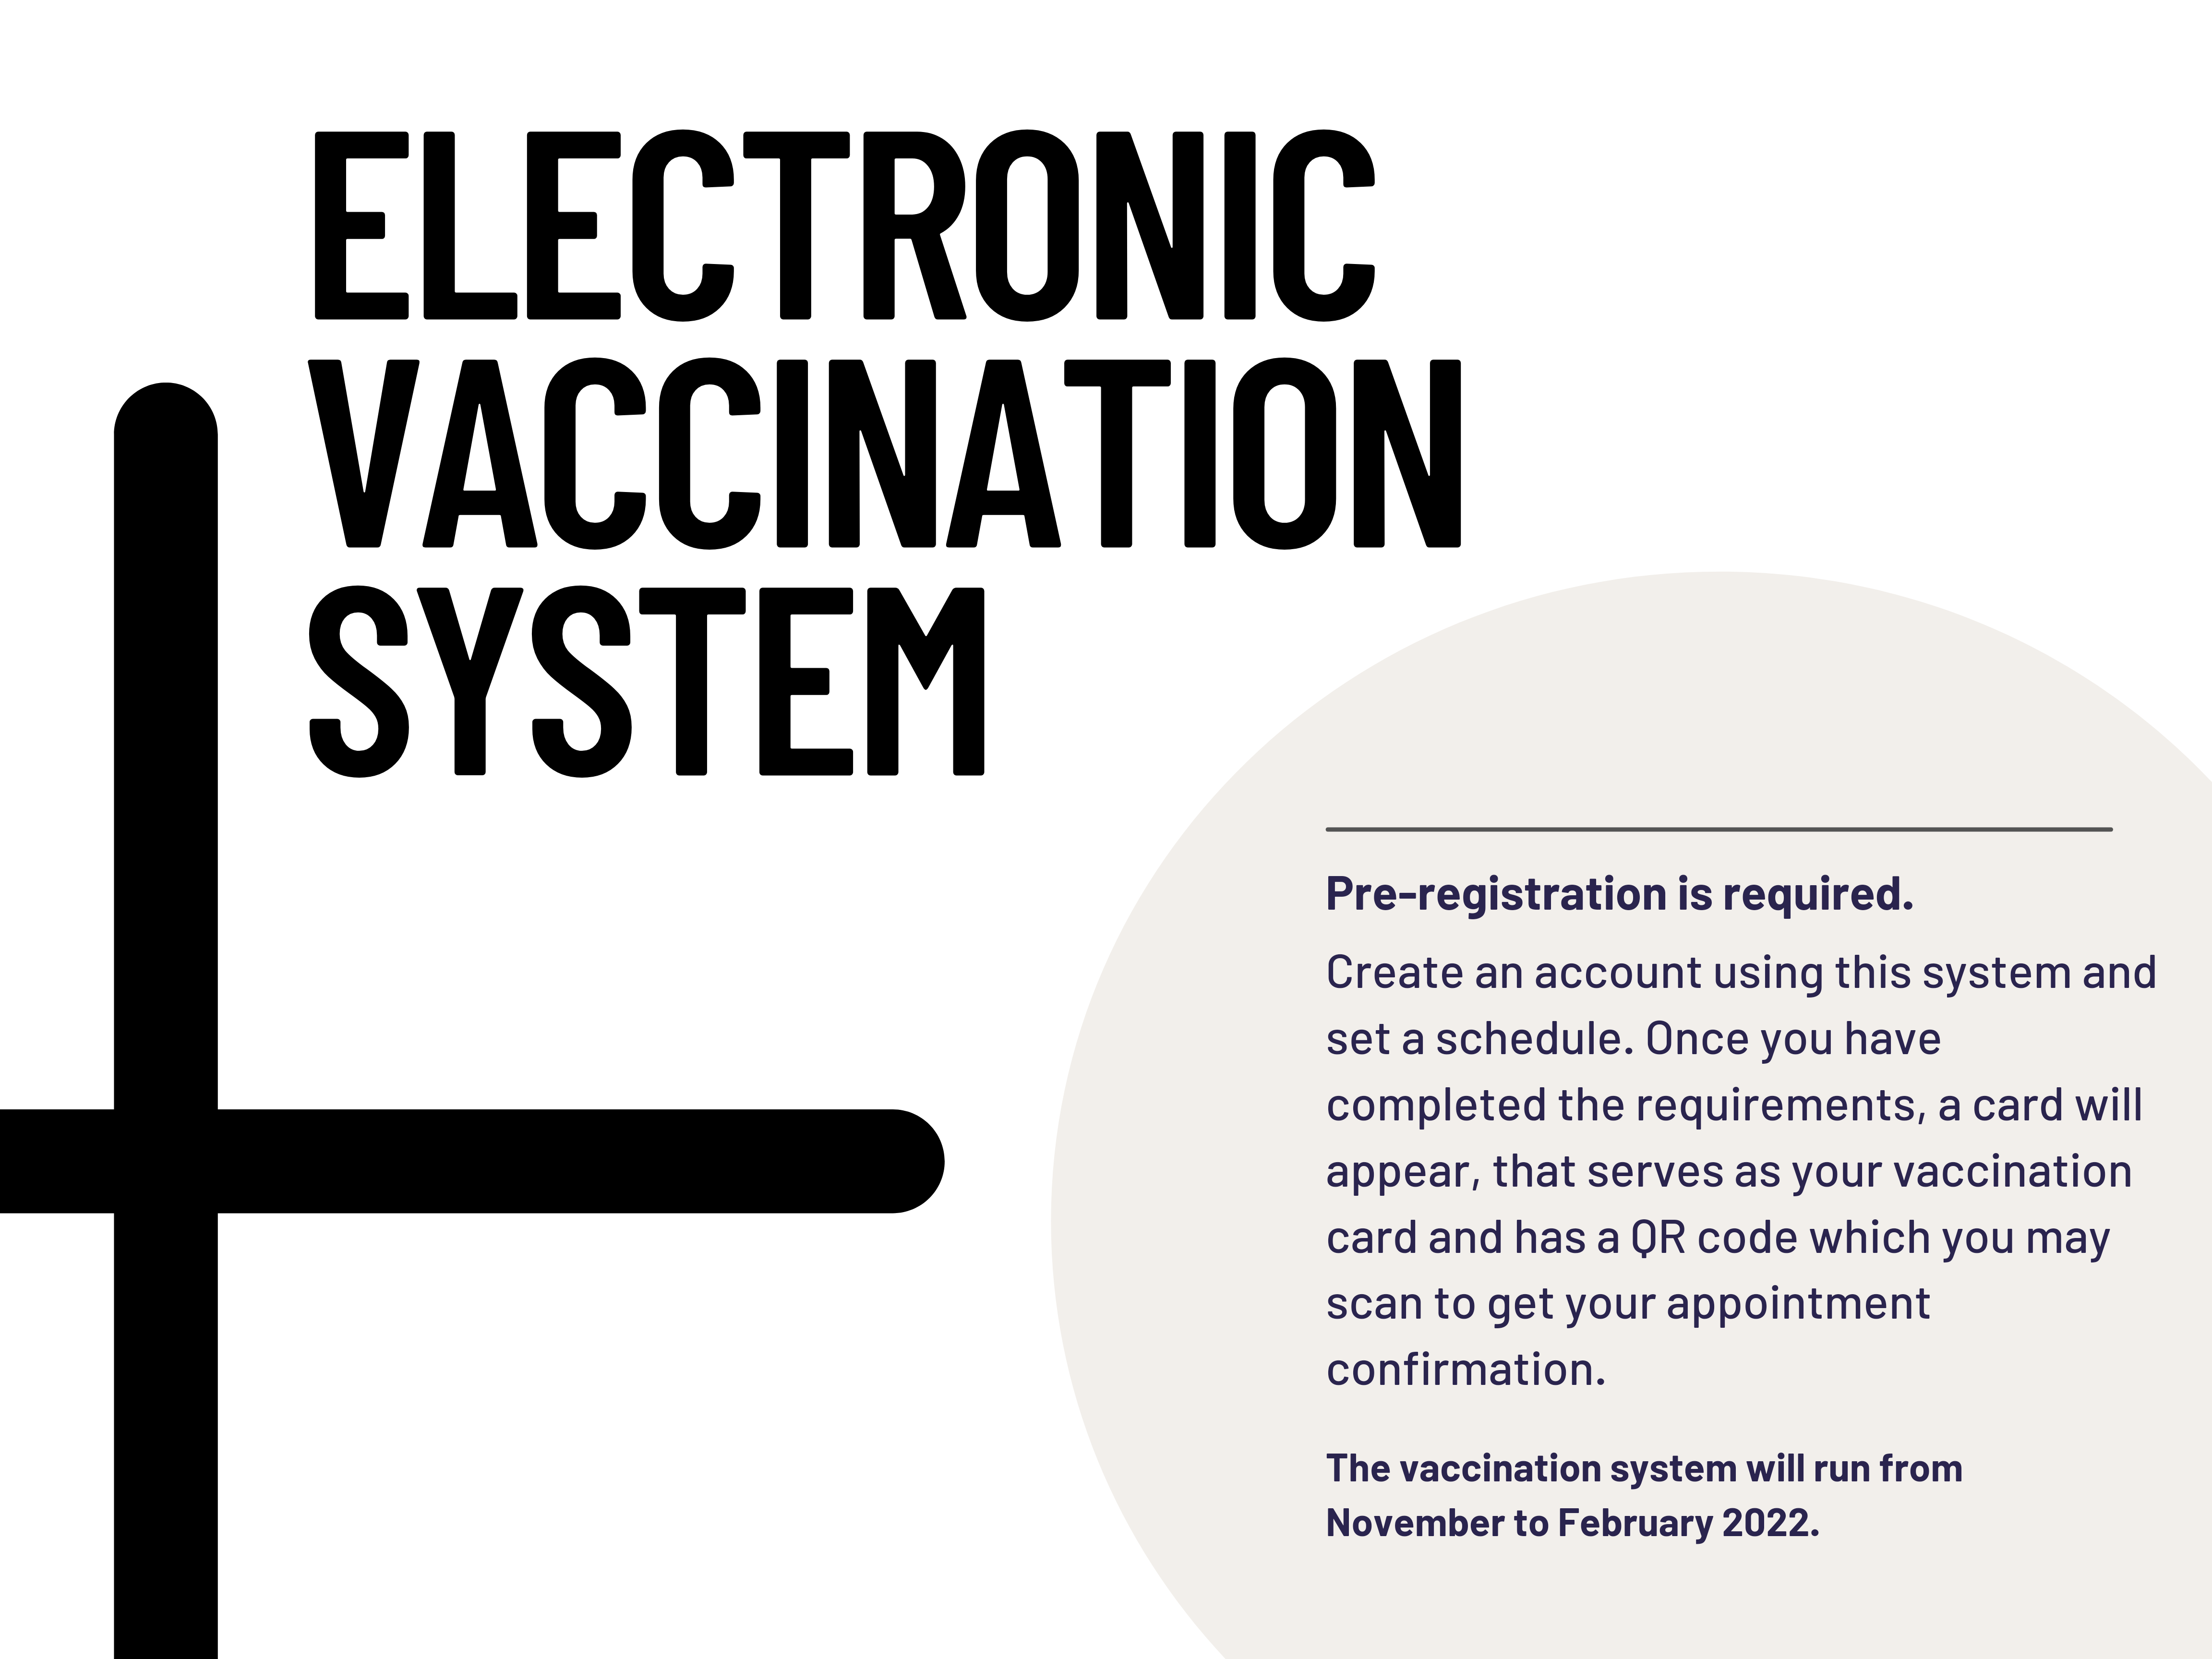 ELECTRONIC
VACCINATION
SYSTEM
Pre-registration is required.
Create an account using this system and
set a schedule. Once you have
completed the requirements, a card will
appear, that serves as your vaccination
card and has a QR code which you may
scan to get your appointment
confirmation.
The vaccination system will run from
November to February 2022.